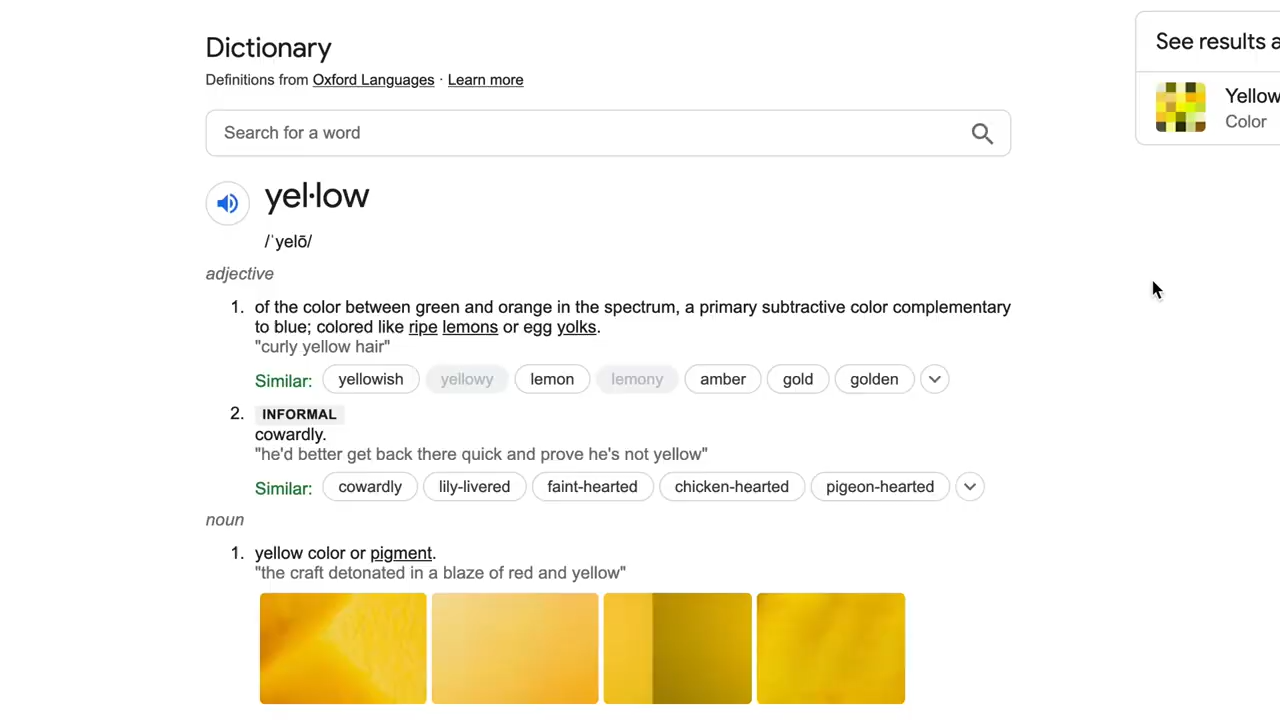 Dictionary
Definitions from Oxford Languages · Learn more
Search for a word
yel·low
/ˈyelō/
adjective
1. of the color between green and orange in the spectrum, a primary subtractive color complementary
to blue; colored like ripe lemons or egg yolks.
"curly yellow hair"
Similar: yellowish yellowy lemon lemony amber gold golden
2. INFORMAL
cowardly.
"he'd better get back there quick and prove he's not yellow"
Similar: cowardly lily-livered faint-hearted chicken-hearted pigeon-hearted
noun
1. yellow color or pigment.
"the craft detonated in a blaze of red and yellow"
See results a
Yellow
Color